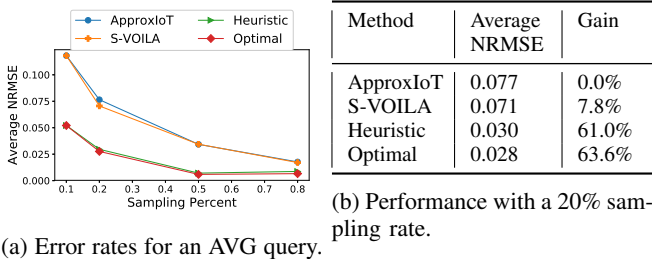 ApproxIoT
S-VOILA
Heuristic
Optimal
Average NRMSE
0.100
0.075
0.050
0.025
0.000
0.1 0.2 0.3 0.4 0.5 0.6 0.7 0.8
Sampling Percent
(a) Error rates for an AVG query.
Method Average Gain
NRMSE
ApproxIoT 0.077 0.0%
S-VOILA 0.071 7.8%
Heuristic 0.030 61.0%
Optimal 0.028 63.6%
(b) Performance with a 20% sam-
pling rate.